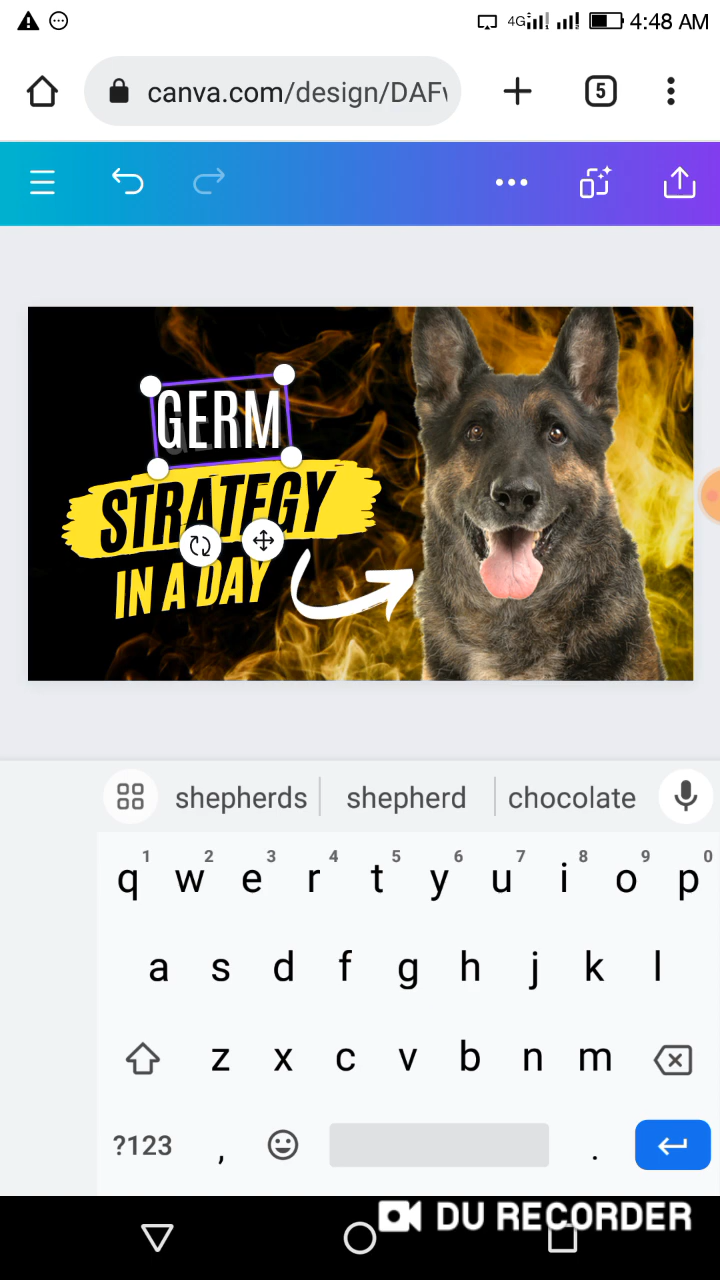 4G 4:48 AM
canva.com/design/DAF
5
GERM
STRATEGY
IN A DAY
shepherds shepherd chocolate
1 2 3 4 5 6 7 8 9 0
q w e r t y u i o p
a s d f g h j k l
z x c v b n m
?123 , .
DU RECORDER